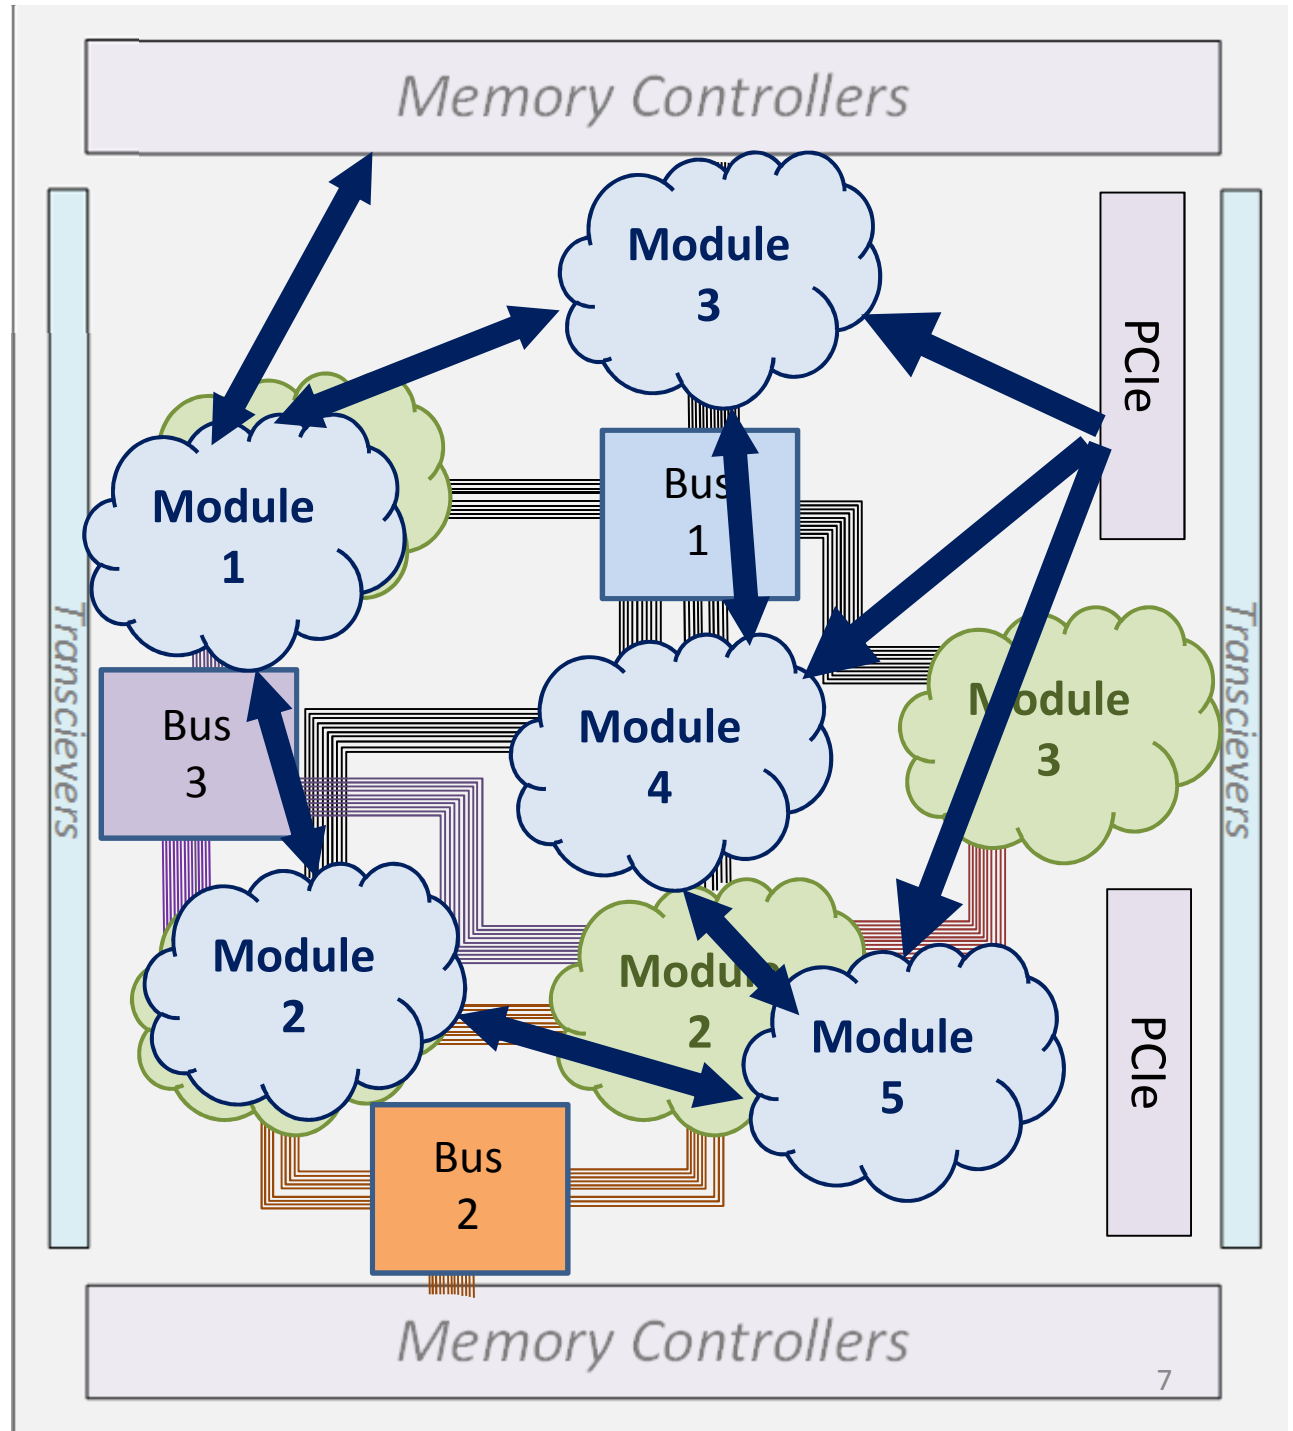 Memory Controllers
Module
3
PCIe
Bus
1
Module
1
Transcievers
Transcievers
Module
3
Bus
3
Module
4
Module
2
Module
2
Module
5
PCIe
Bus
2
Memory Controllers
7